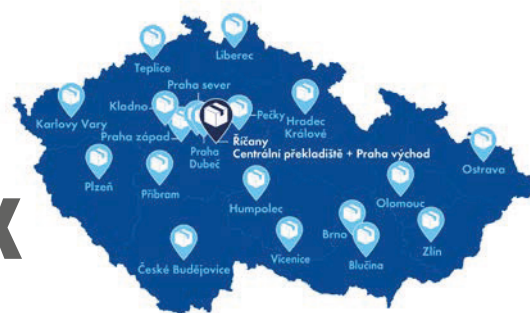 Liberec
Teplice
Praha sever
Kladno
Pečky
Hradec
Králové
Karlovy Vary
Praha západ
Praha
Dubeč
Říčany
Centrální překladiště + Praha východ
Ostrava
Plzeň
Příbram
Humpolec
Olomouc
Brno
Zlín
Vícenice
Blučina
České Budějovice
X